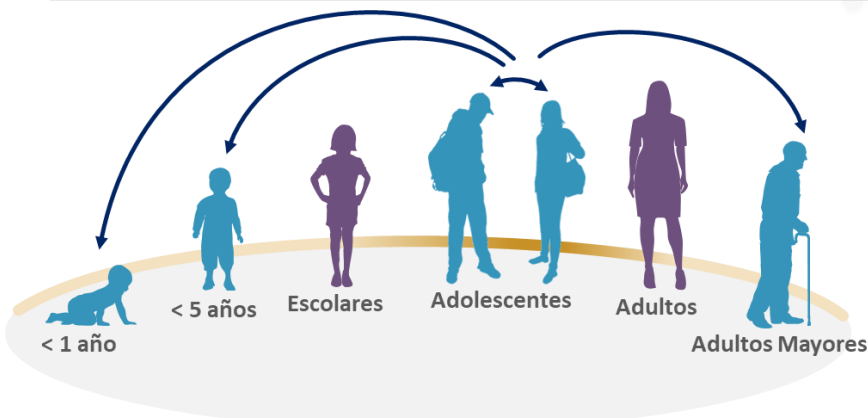 < 1 año
< 5 años
Escolares
Adolescentes
Adultos
Adultos Mayores